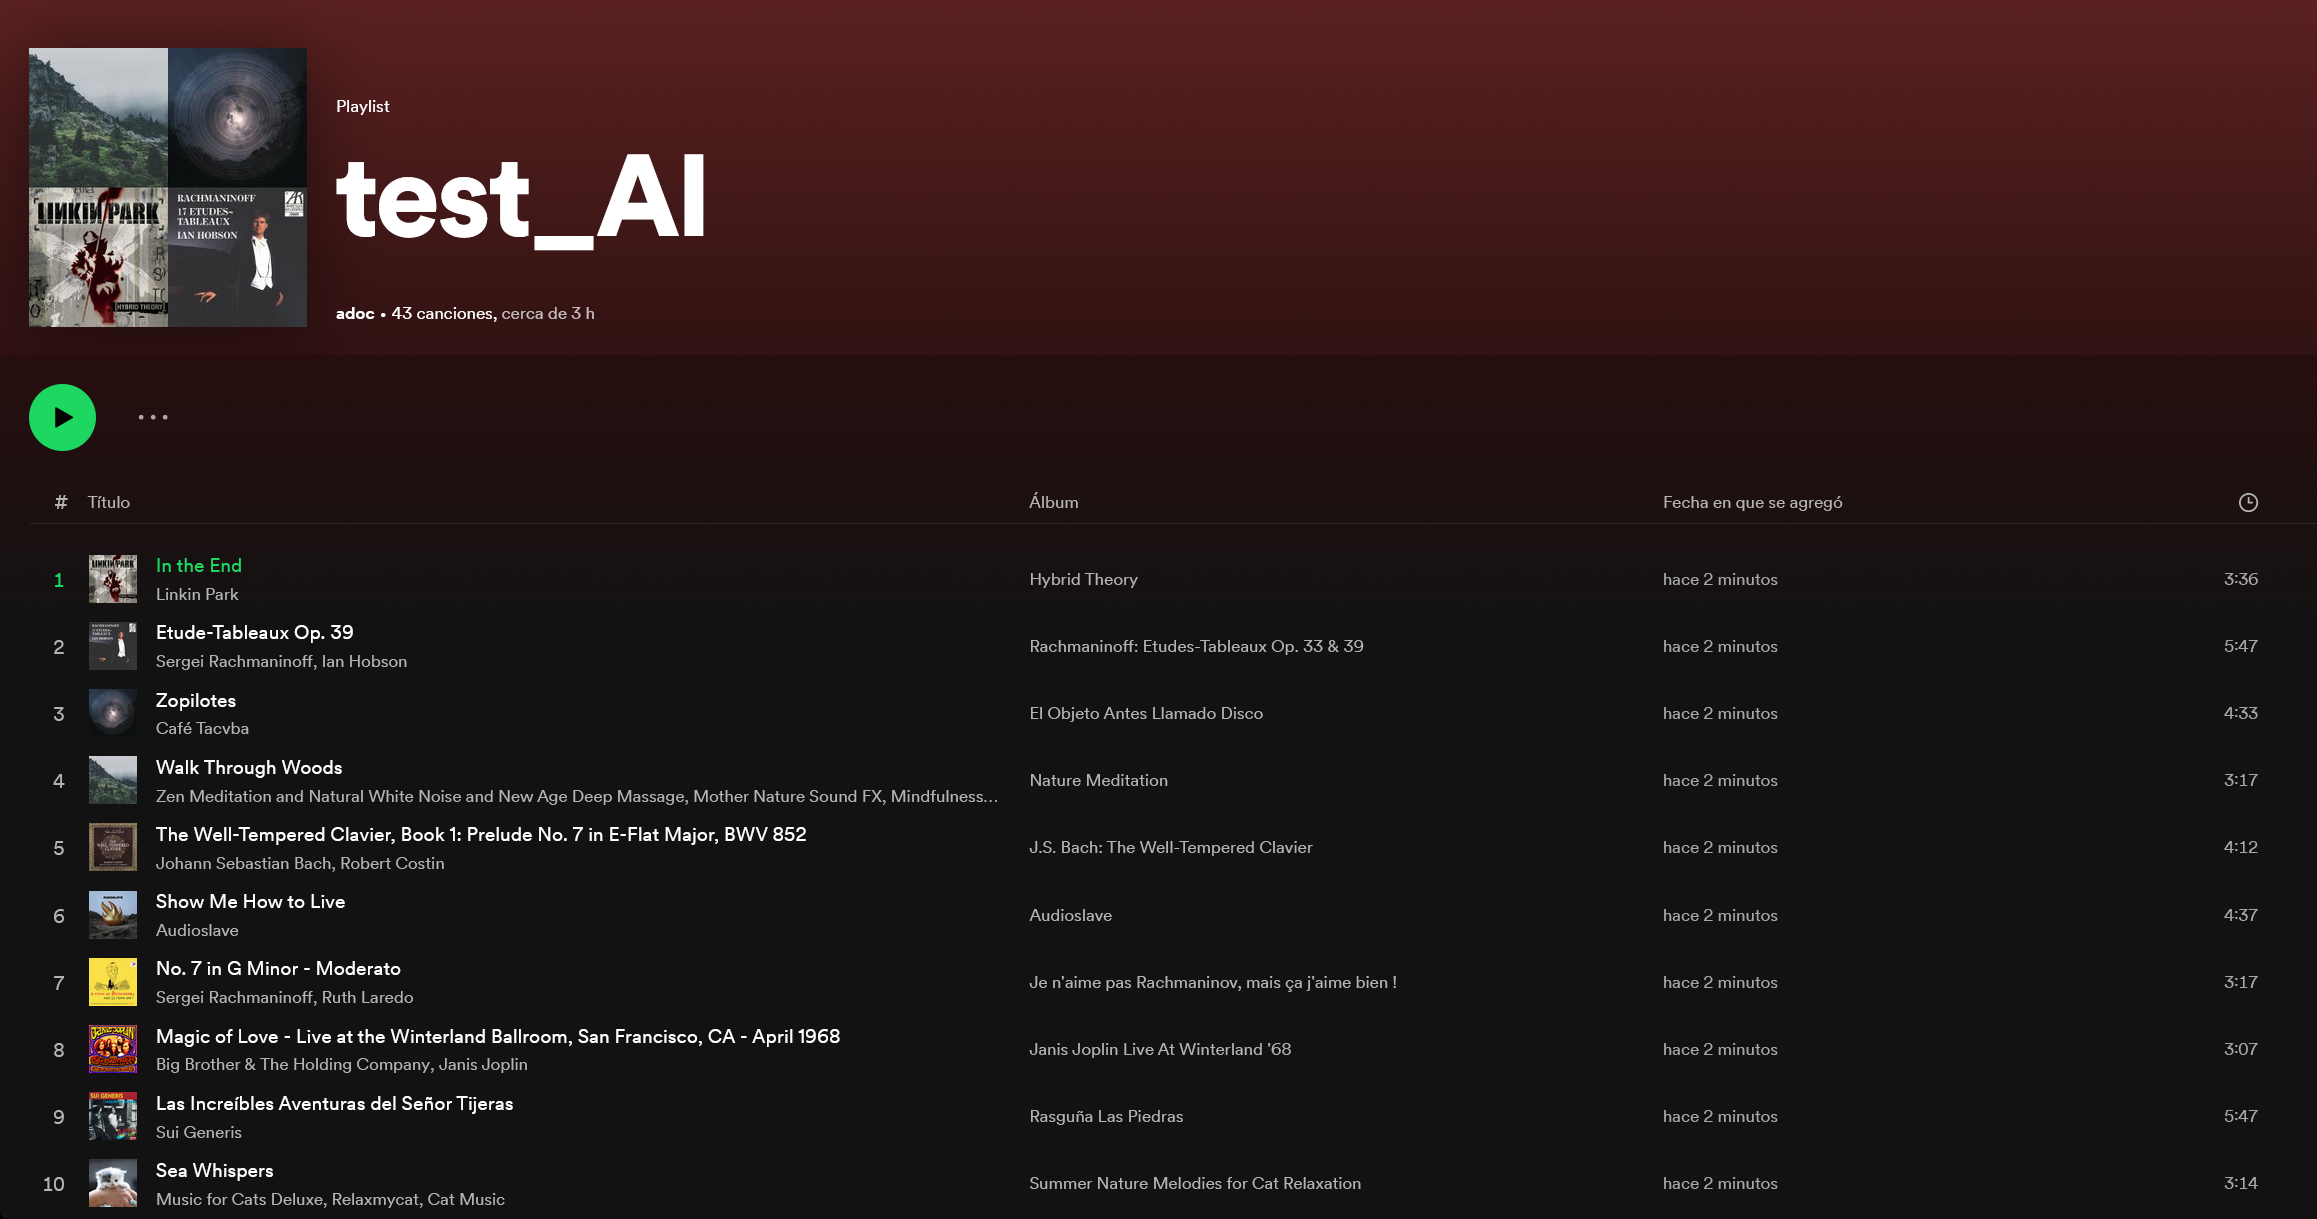 LINKIN PARK
HYBRID THEORY
RACHMANINOFF
17 ETUDES~
TABLEAUX
IAN HOBSON
Playlist
test_AI
adoc • 43 canciones, cerca de 3 h
# Título Álbum Fecha en que se agregó
1 In the End Hybrid Theory hace 2 minutos 3:36
Linkin Park
2 Etude-Tableaux Op. 39 Rachmaninoff: Etudes-Tableaux Op. 33 & 39 hace 2 minutos 5:47
Sergei Rachmaninoff, Ian Hobson
3 Zopilotes El Objeto Antes Llamado Disco hace 2 minutos 4:33
Café Tacvba
4 Walk Through Woods Nature Meditation hace 2 minutos 3:17
Zen Meditation and Natural White Noise and New Age Deep Massage, Mother Nature Sound FX, Mindfulness...
5 The Well-Tempered Clavier, Book 1: Prelude No. 7 in E-Flat Major, BWV 852 J.S. Bach: The Well-Tempered Clavier hace 2 minutos 4:12
Johann Sebastian Bach, Robert Costin
6 Show Me How to Live Audioslave hace 2 minutos 4:37
Audioslave
7 No. 7 in G Minor - Moderato Je n'aime pas Rachmaninov, mais ça j'aime bien ! hace 2 minutos 3:17
Sergei Rachmaninoff, Ruth Laredo
8 Magic of Love - Live at the Winterland Ballroom, San Francisco, CA - April 1968 Janis Joplin Live At Winterland '68 hace 2 minutos 3:07
Big Brother & The Holding Company, Janis Joplin
9 Las Increíbles Aventuras del Señor Tijeras Rasguña Las Piedras hace 2 minutos 5:47
Sui Generis
10 Sea Whispers Summer Nature Melodies for Cat Relaxation hace 2 minutos 3:14
Music for Cats Deluxe, Relaxmycat, Cat Music